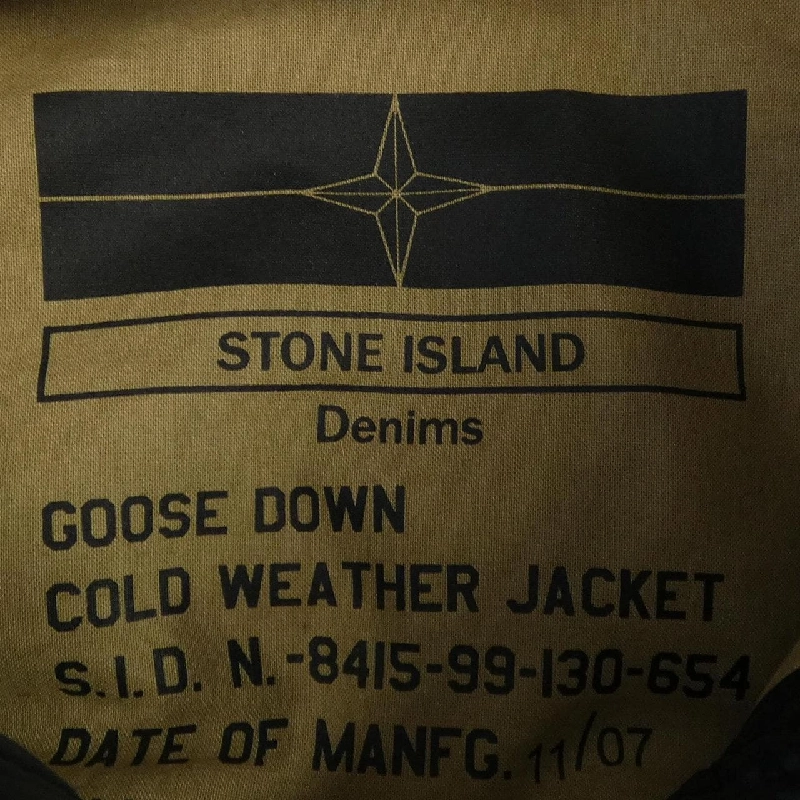 STONE ISLAND
Denims
GOOSE DOWN
COLD WEATHER JACKET
S.I.D. N.-8415-99-130-654
DATE OF MANFG. 11/07